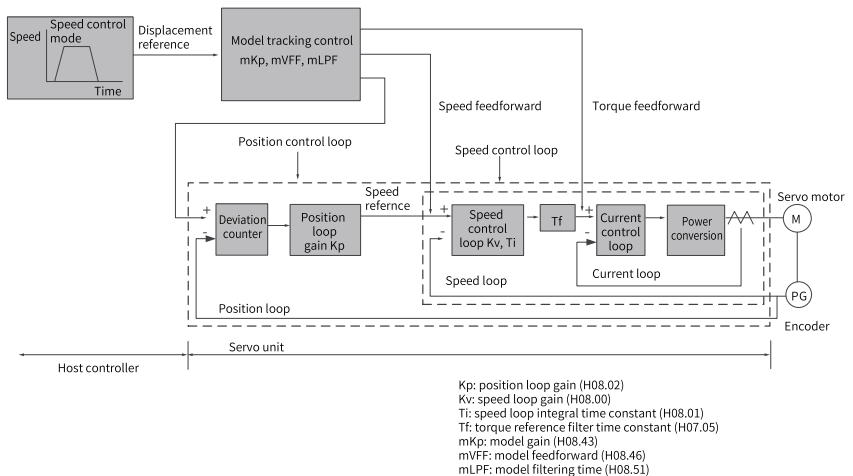 Speed control
mode
Speed
Time
Displacement
reference
Model tracking control
mKp, mVFF, mLPF
Speed feedforward
Torque feedforward
Position control loop
Speed control loop
Speed
refernce
Servo motor
+
-
Deviation
counter
Position
loop
gain Kp
+
-
Speed
control
loop Kv, Ti
Tf
+
-
Current
control
loop
Power
conversion
M
Current loop
Speed loop
Position loop
PG
Encoder
Servo unit
Host controller
Kp: position loop gain (H08.02)
Kv: speed loop gain (H08.00)
Ti: speed loop integral time constant (H08.01)
Tf: torque reference filter time constant (H07.05)
mKp: model gain (H08.43)
mVFF: model feedforward (H08.46)
mLPF: model filtering time (H08.51)